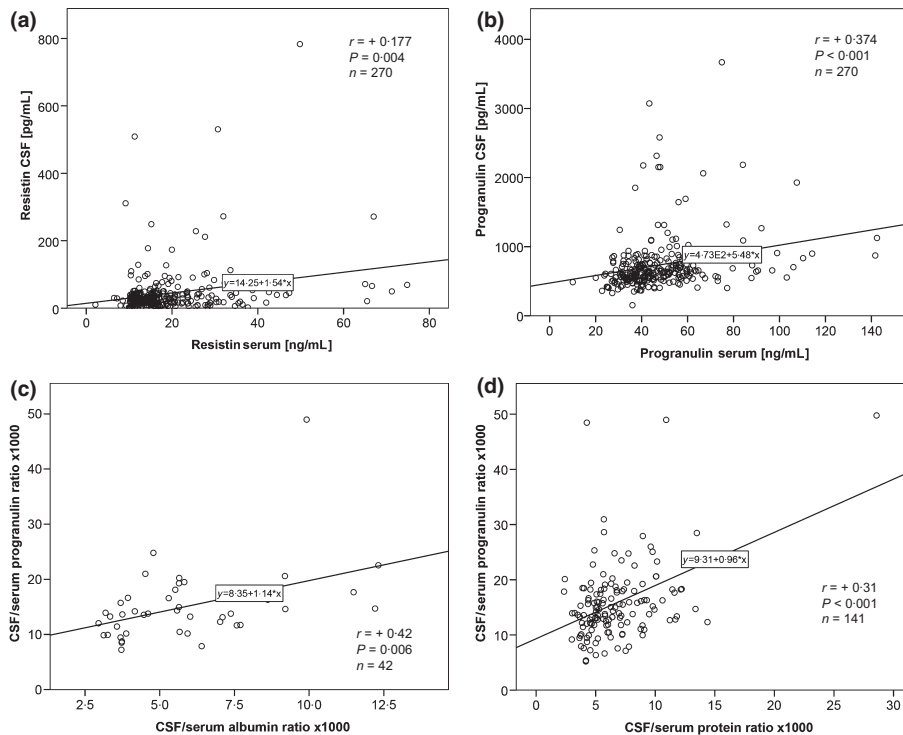 (a)
800
600
400
200
0
Resistin CSF [pg/mL]
r = + 0·177
P = 0·004
n = 270
y=14·25+1·54*x
0 20 40 60 80
Resistin serum [ng/mL]
(b)
4000
3000
2000
1000
0
Progranulin CSF [pg/mL]
r = + 0·374
P < 0·001
n = 270
y=4·73E2+5·48*x
0 20 40 60 80 100 120 140
Progranulin serum [ng/mL]
(c)
50
40
30
20
10
0
CSF/serum progranulin ratio x1000
y=8·35+1·14*x
r = + 0·42
P = 0·006
n = 42
2·5 5·0 7·5 10·0 12·5
CSF/serum albumin ratio x1000
(d)
50
40
30
20
10
0
CSF/serum progranulin ratio x1000
y=9·31+0·96*x
r = + 0·31
P < 0·001
n = 141
0 5 10 15 20 25 30
CSF/serum protein ratio x1000